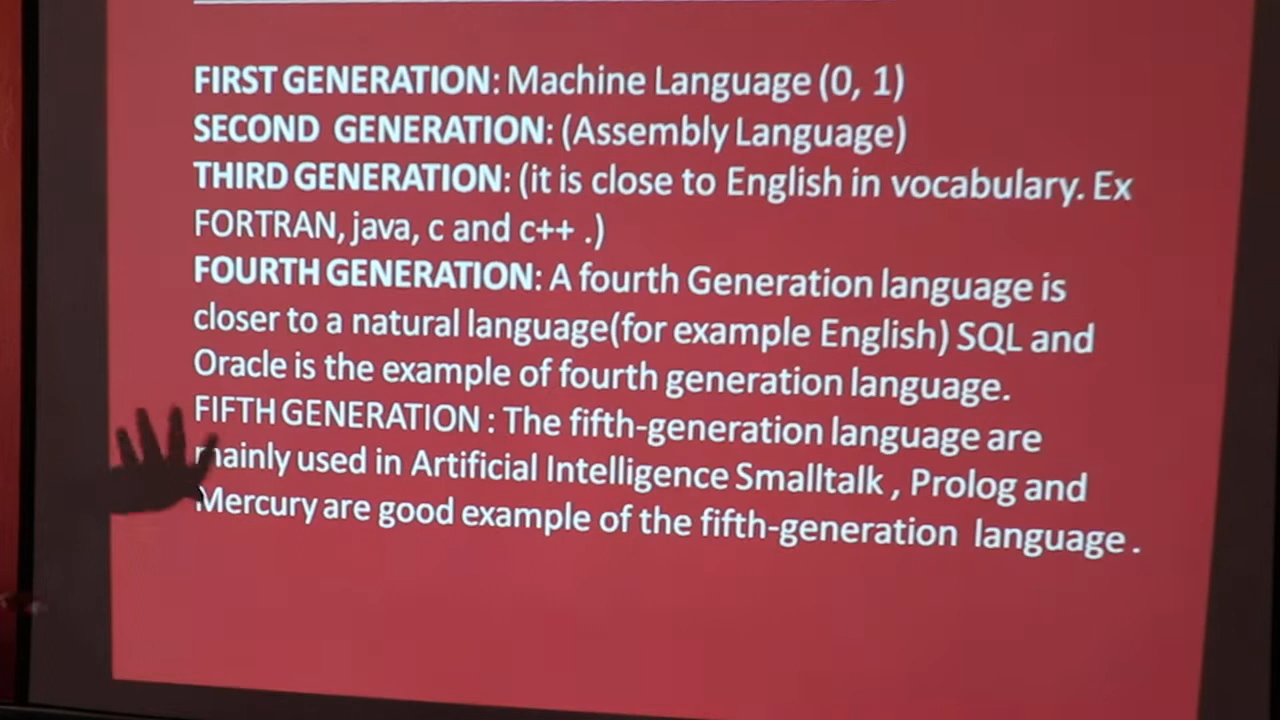 FIRST GENERATION: Machine Language (0, 1)
SECOND GENERATION: (Assembly Language)
THIRD GENERATION: (it is close to English in vocabulary. Ex
FORTRAN, java, c and c++ .)
FOURTH GENERATION: A fourth Generation language is
closer to a natural language(for example English) SQL and
Oracle is the example of fourth generation language.
FIFTH GENERATION : The fifth-generation language are
mainly used in Artificial Intelligence Smalltalk , Prolog and
Mercury are good example of the fifth-generation language .